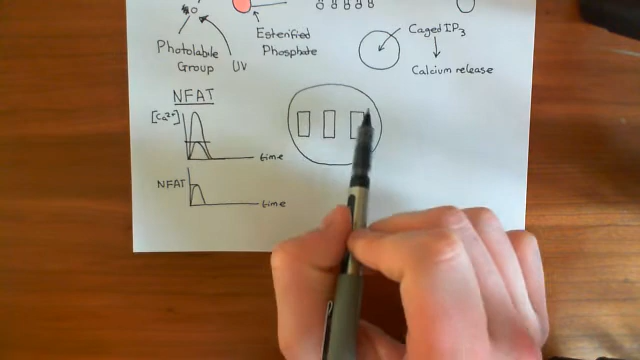 Photolabile
Group
UV
Esterified
Phosphate
Caged IP3
Calcium release
NFAT
[Ca2+]
time
NFAT
time